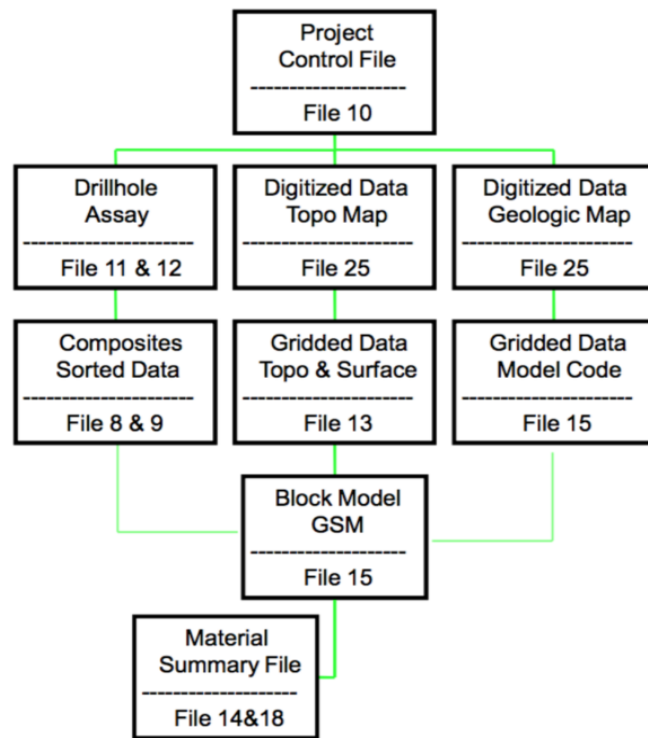 Project
Control File
--------------------
File 10
Drillhole
Assay
----------------------
File 11 & 12
Digitized Data
Topo Map
----------------------
File 25
Digitized Data
Geologic Map
----------------------
File 25
Composites
Sorted Data
----------------------
File 8 & 9
Gridded Data
Topo & Surface
----------------------
File 13
Gridded Data
Model Code
----------------------
File 15
Block Model
GSM
--------------------
File 15
Material
Summary File
--------------------
File 14&18